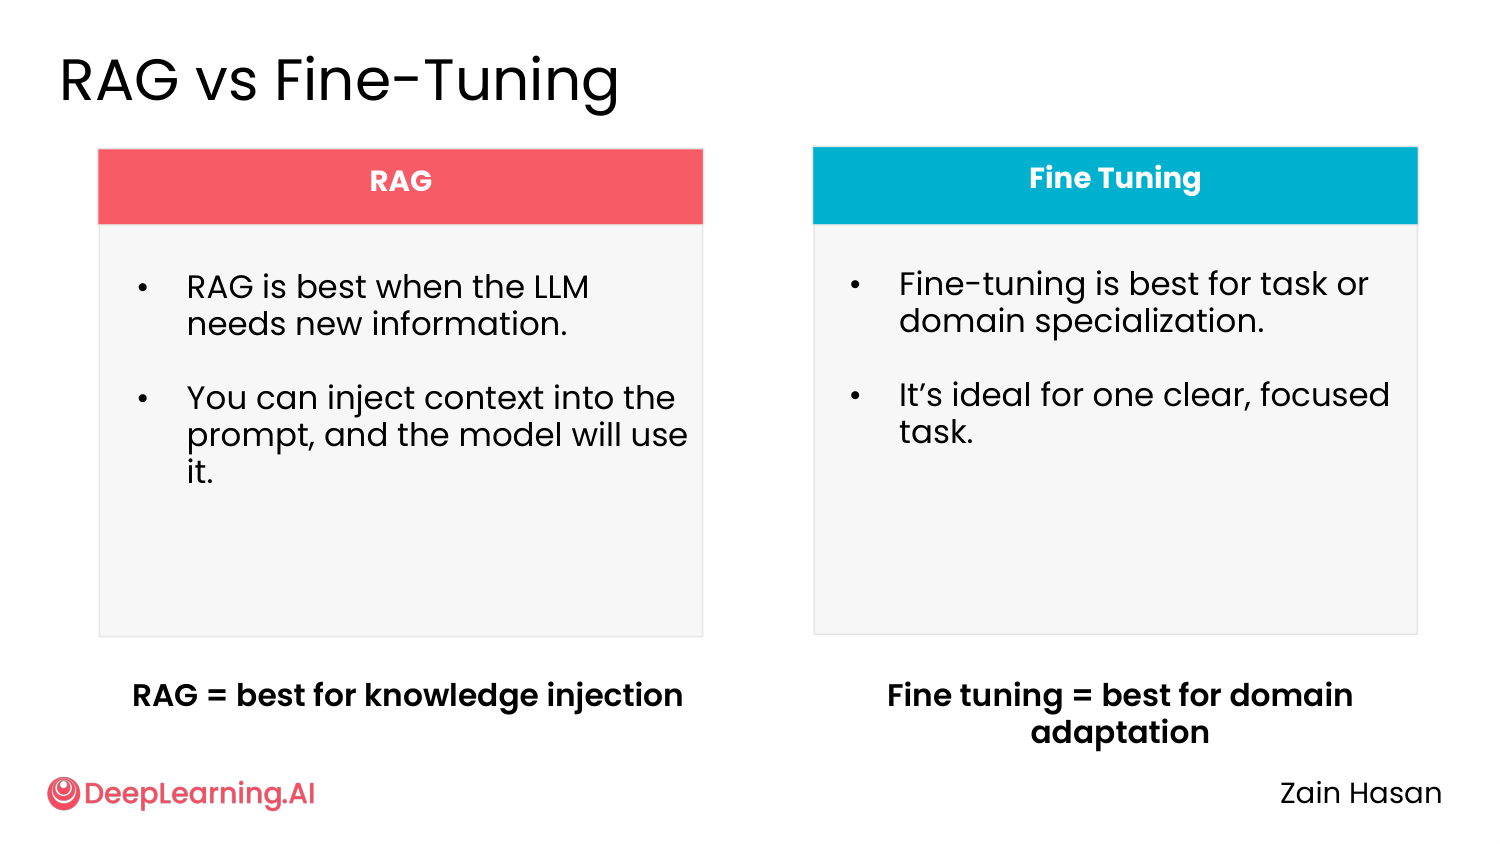 RAG vs Fine-Tuning
RAG
• RAG is best when the LLM
needs new information.
• You can inject context into the
prompt, and the model will use
it.
RAG = best for knowledge injection
Fine Tuning
• Fine-tuning is best for task or
domain specialization.
• It’s ideal for one clear, focused
task.
Fine tuning = best for domain
adaptation
DeepLearning.AI
Zain Hasan